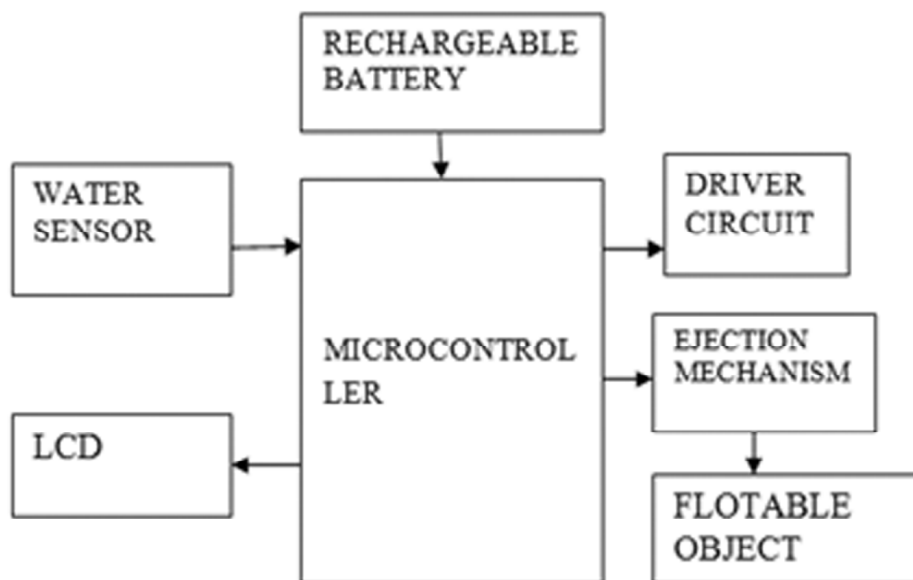 RECHARGEABLE
BATTERY
WATER
SENSOR
DRIVER
CIRCUIT
MICROCONTROL
LER
EJECTION
MECHANISM
LCD
FLOTABLE
OBJECT